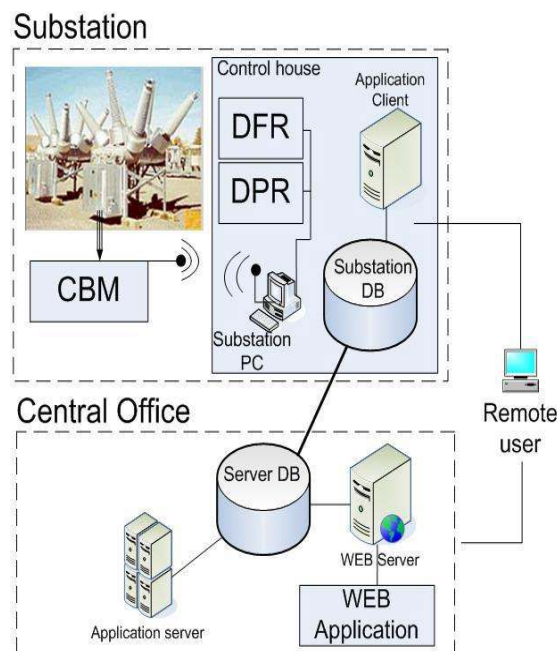 Substation
Control house
DFR
DPR
Application
Client
CBM
Substation
PC
Substation
DB
Remote
user
Central Office
Server DB
WEB Server
Application server
WEB
Application